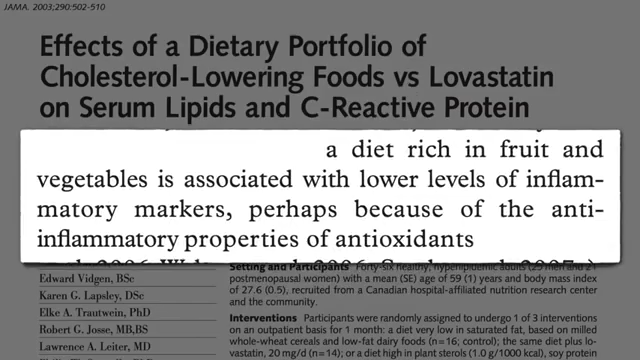 JAMA. 2003;290:502-510
Effects of a Dietary Portfolio of
Cholesterol-Lowering Foods vs Lovastatin
on Serum Lipids and C-Reactive Protein
a diet rich in fruit and
vegetables is associated with lower levels of inflam-
matory markers, perhaps because of the anti-
inflammatory properties of antioxidants
Edward Vidgen, BSc
Karen G. Lapsley, DSc
Elke A. Trautwein, PhD
Robert G. Josse, MB,BS
Lawrence A. Leiter, MD
Setting and Participants Forty-six healthy, hyperlipidemic adults (25 men and 21
postmenopausal women) with a mean (SE) age of 59 (1) years and body mass index
of 27.6 (0.5), recruited from a Canadian hospital-affiliated nutrition research center
and the community.
Interventions Participants were randomly assigned to undergo 1 of 3 interventions
on an outpatient basis for 1 month: a diet very low in saturated fat, based on milled
whole-wheat cereals and low-fat dairy foods (n=16; control); the same diet plus lo-
vastatin, 20 mg/d (n=14); or a diet high in plant sterols (1.0 g/1000 kcal), soy protein